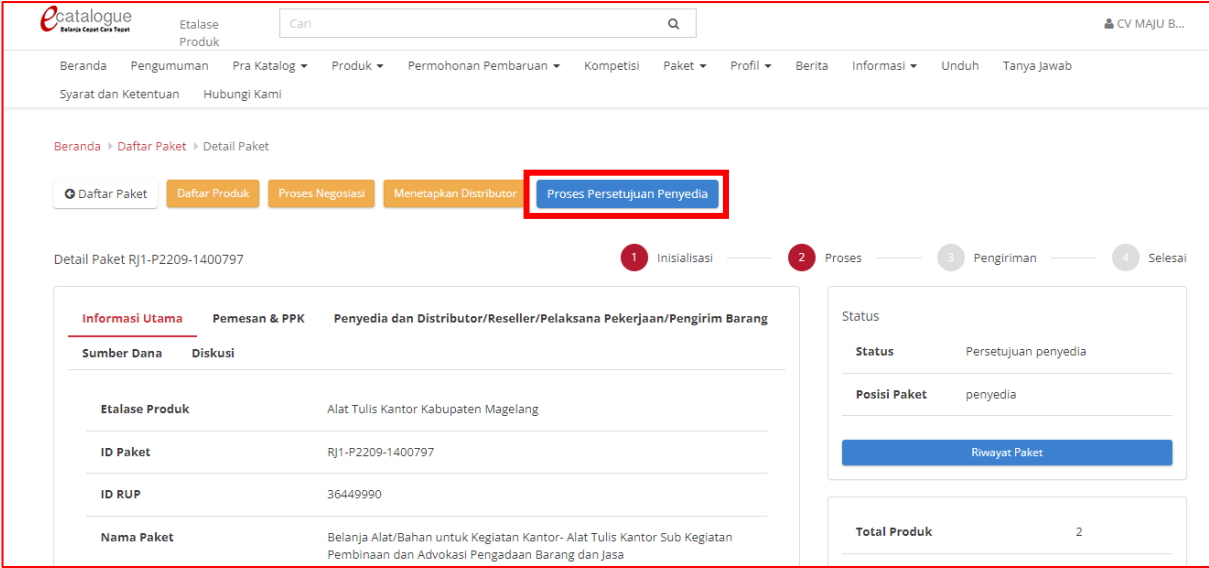 ecatalogue
Belanja Cepat Cara Tepat
Etalase
Produk
Cari
CV MAJU B...
Beranda Pengumuman Pra Katalog Produk Permohonan Pembaruan Kompetisi Paket Profil Berita Informasi Unduh Tanya Jawab
Syarat dan Ketentuan Hubungi Kami
Beranda Daftar Paket Detail Paket
Daftar Paket Daftar Produk Proses Negosiasi Menetapkan Distributor Proses Persetujuan Penyedia
Detail Paket RJ1-P2209-1400797
1 Inisialisasi 2 Proses 3 Pengiriman 4 Selesai
Informasi Utama Pemesan & PPK Penyedia dan Distributor/Reseller/Pelaksana Pekerjaan/Pengirim Barang
Sumber Dana Diskusi
Etalase Produk Alat Tulis Kantor Kabupaten Magelang
ID Paket RJ1-P2209-1400797
ID RUP 36449990
Nama Paket Belanja Alat/Bahan untuk Kegiatan Kantor- Alat Tulis Kantor Sub Kegiatan
Pembinaan dan Advokasi Pengadaan Barang dan Jasa
Status
Status Persetujuan penyedia
Posisi Paket penyedia
Riwayat Paket
Total Produk 2